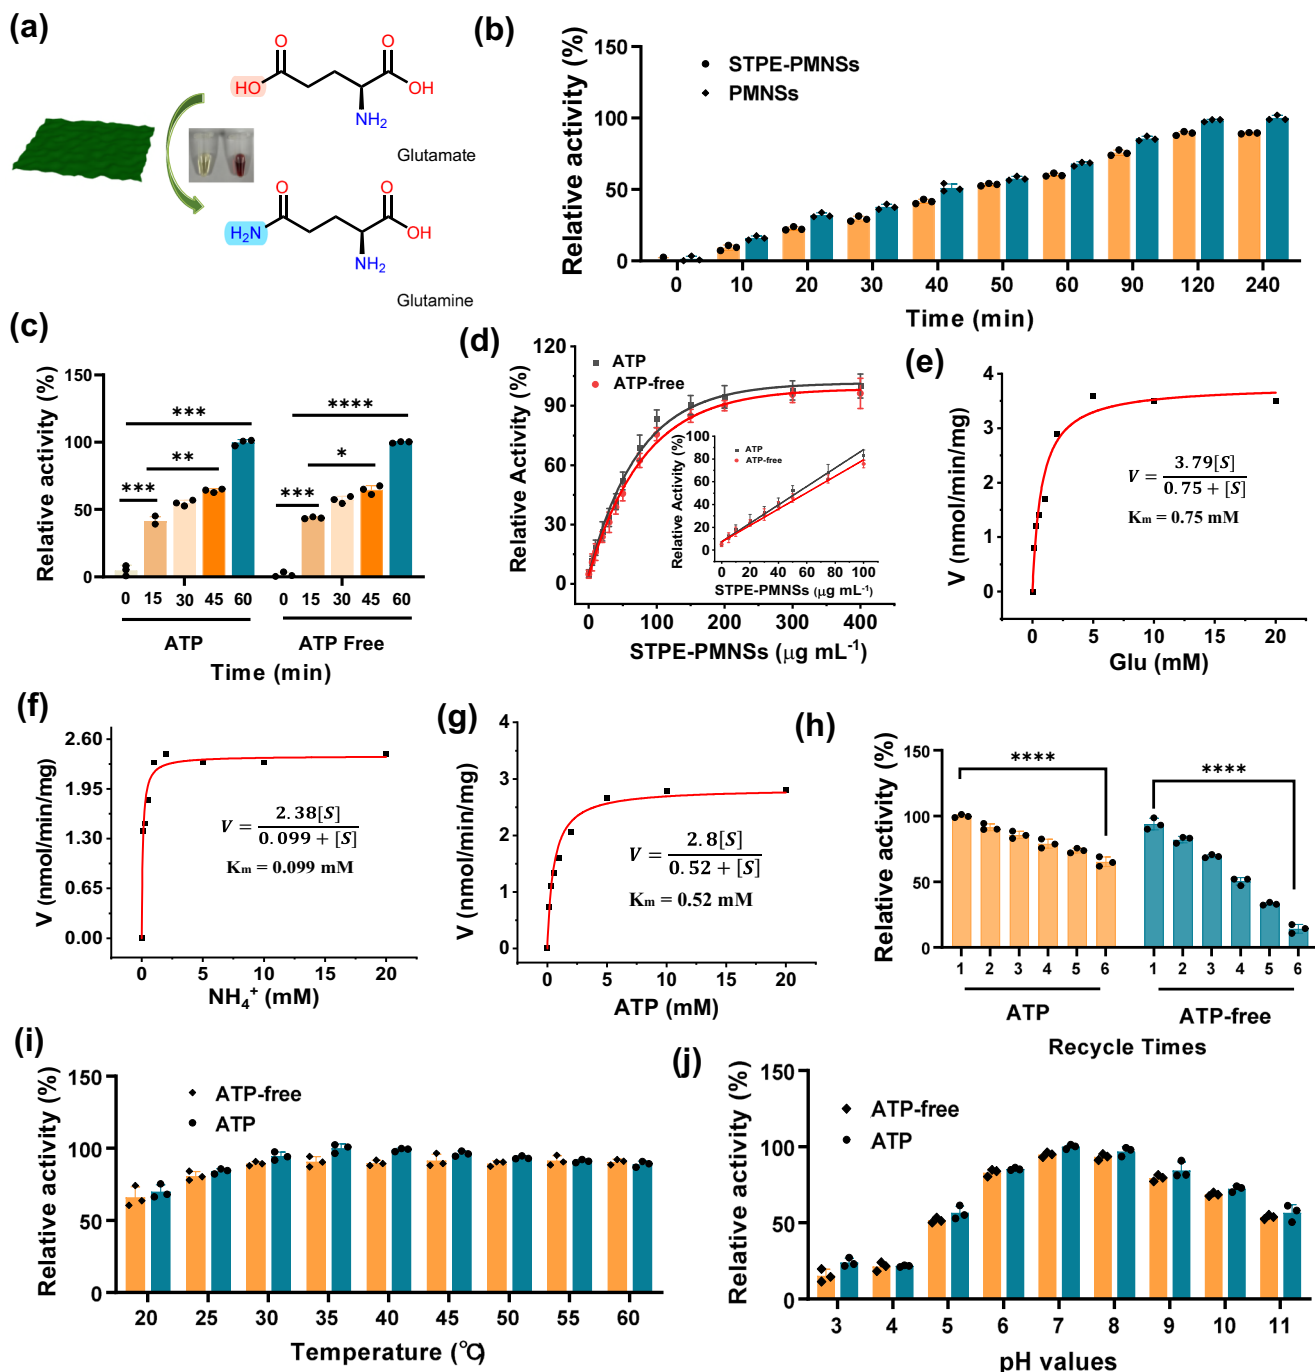 (a)
O
O
HO
OH
NH2
Glutamate
O
O
H2N
OH
NH2
Glutamine
(b)
Relative activity (%)
150
100
50
0
STPE-PMNSs
PMNSs
0 10 20 30 40 50 60 90 120 240
Time (min)
(c)
Relative activity (%)
150
100
50
0
***
**
***
****
*
***
0 15 30 45 60 0 15 30 45 60
ATP ATP Free
Time (min)
(d)
Relative Activity (%)
120
90
60
30
0
ATP
ATP-free
Relative Activity (%)
100
80
60
40
20
0
ATP
ATP-free
0 20 40 60 80 100
STPE-PMNSs (μg mL-1)
0 100 200 300 400
STPE-PMNSs (μg mL-1)
(e)
V (nmol/min/mg)
4
3
2
1
0
V = 3.79[S] / 0.75 + [S]
Km = 0.75 mM
0 5 10 15 20
Glu (mM)
(f)
V (nmol/min/mg)
2.60
1.95
1.30
0.65
0.00
V = 2.38[S] / 0.099 + [S]
Km = 0.099 mM
0 5 10 15 20
NH4+ (mM)
(g)
V (nmol/min/mg)
4
3
2
1
0
V = 2.8[S] / 0.52 + [S]
Km = 0.52 mM
0 5 10 15 20
ATP (mM)
(h)
Relative activity (%)
150
100
50
0
****
****
1 2 3 4 5 6 1 2 3 4 5 6
ATP ATP-free
Recycle Times
(i)
Relative activity (%)
150
100
50
0
ATP-free
ATP
20 25 30 35 40 45 50 55 60
Temperature (℃)
(j)
Relative activity (%)
150
100
50
0
ATP-free
ATP
3 4 5 6 7 8 9 10 11
pH values